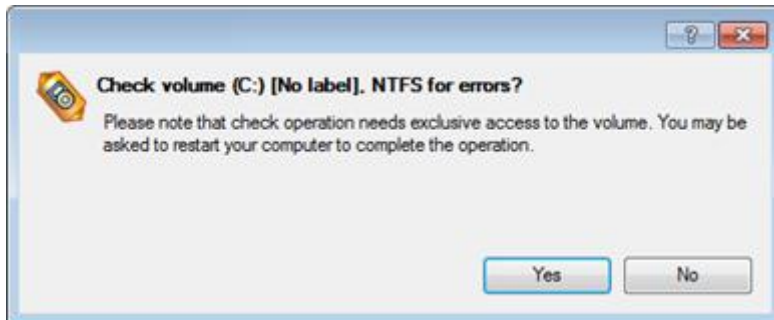 Check volume (C:) [No label], NTFS for errors?
Please note that check operation needs exclusive access to the volume. You may be
asked to restart your computer to complete the operation.
Yes No